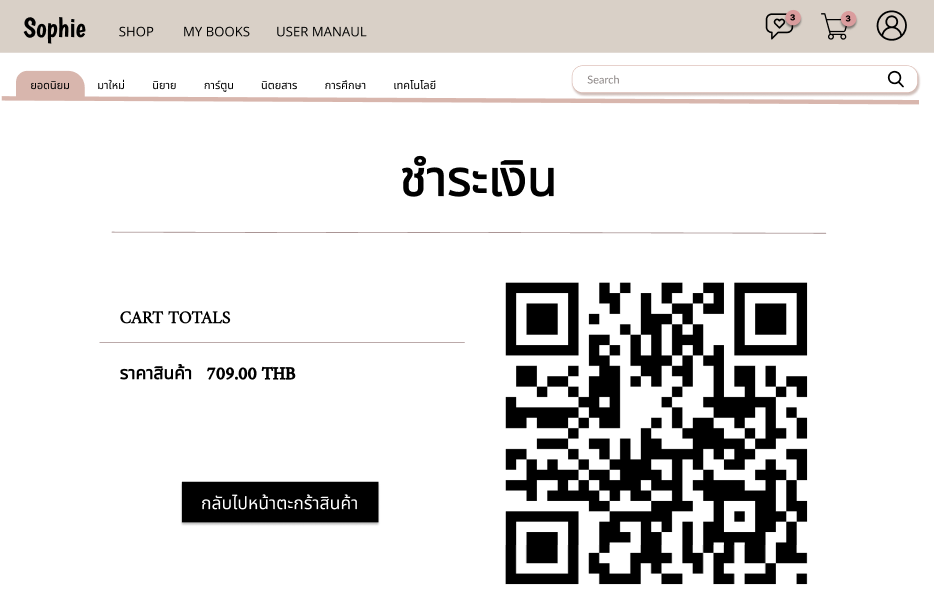 Sophie SHOP MY BOOKS USER MANAUL 3 3
ยอดนิยม มาใหม่ นิยาย การ์ตูน นิตยสาร การศึกษา เทคโนโลยี Search
ชำระเงิน
CART TOTALS
ราคาสินค้า 709.00 THB
กลับไปหน้าตะกร้าสินค้า